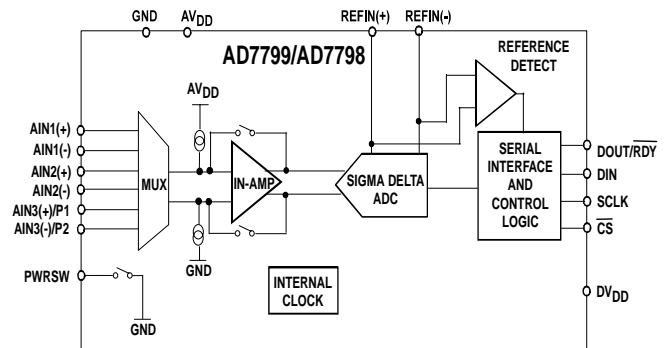 GND AVDD REFIN(+) REFIN(-)
AD7799/AD7798
REFERENCE
DETECT
AVDD
AIN1(+)
AIN1(-)
AIN2(+)
AIN2(-)
AIN3(+)/P1
AIN3(-)/P2
MUX
IN-AMP
SIGMA DELTA
ADC
SERIAL
INTERFACE
AND
CONTROL
LOGIC
DOUT/RDY
DIN
SCLK
CS
GND
PWRSW
GND
INTERNAL
CLOCK
DVDD